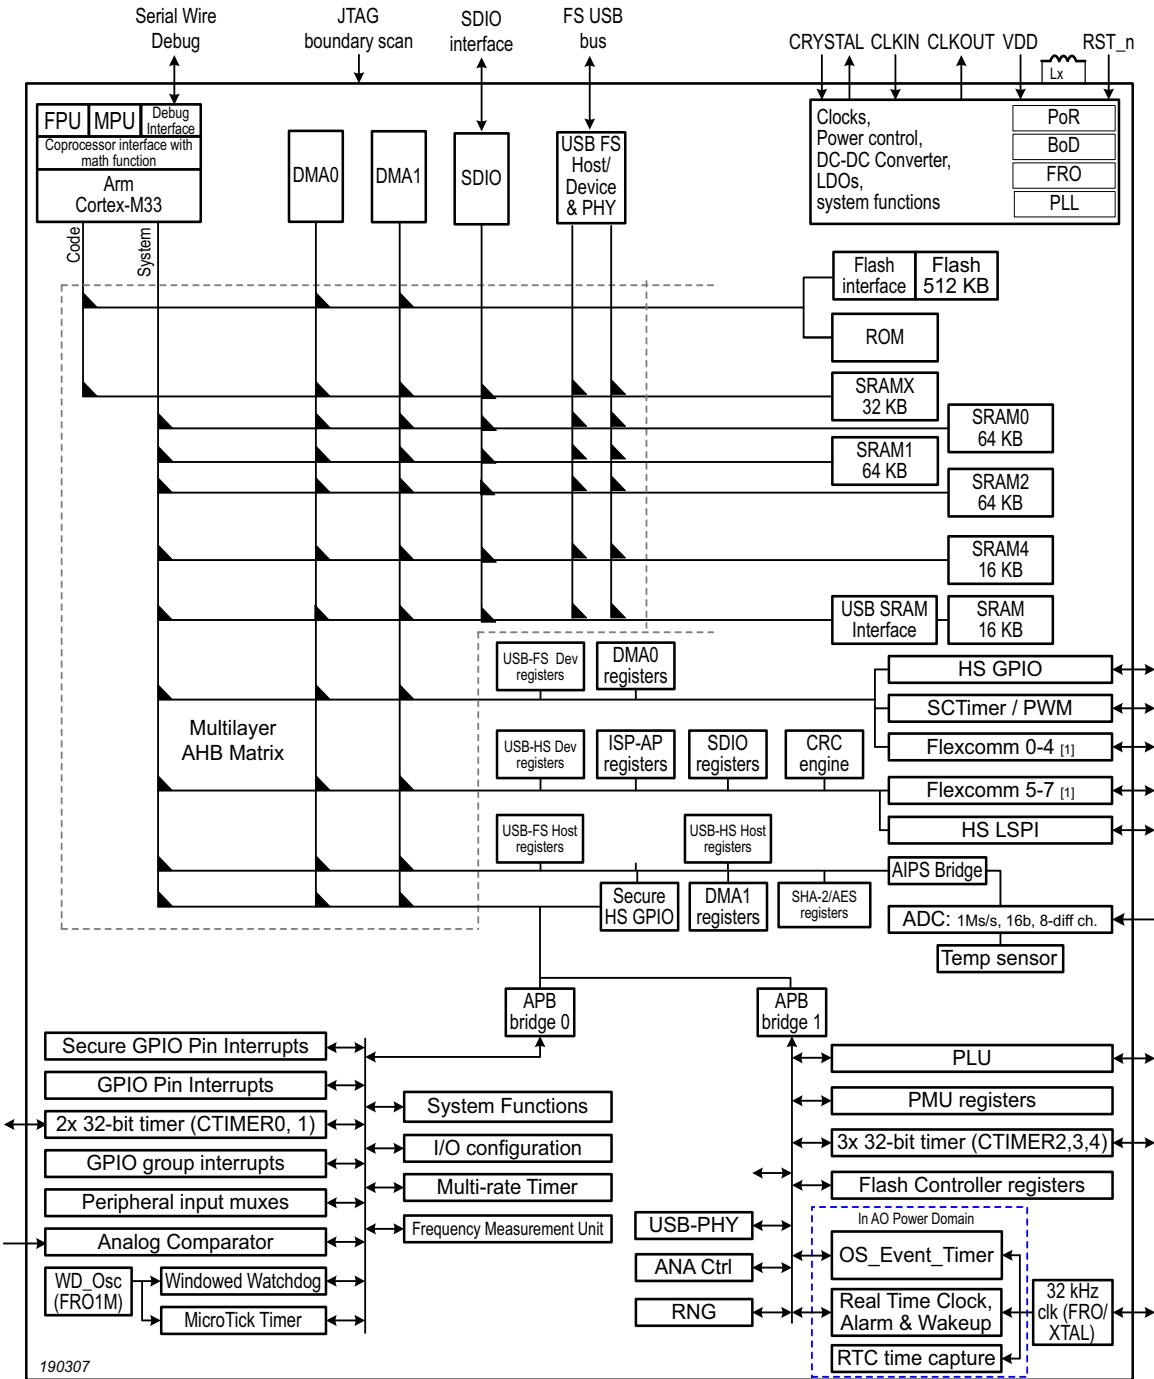 Serial Wire
Debug
JTAG
boundary scan
SDIO
interface
FS USB
bus
CRYSTAL CLKIN CLKOUT VDD
RST_n
Lx
FPU
MPU
Debug
Interface
Coprocessor interface with
math function
Arm
Cortex-M33
DMA0
DMA1
SDIO
USB FS
Host/
Device
& PHY
Clocks,
Power control,
DC-DC Converter,
LDOs,
system functions
PoR
BoD
FRO
PLL
Code
System
Flash
interface
Flash
512 KB
ROM
SRAMX
32 KB
SRAM0
64 KB
SRAM1
64 KB
SRAM2
64 KB
SRAM4
16 KB
USB SRAM
Interface
SRAM
16 KB
USB-FS Dev
registers
DMA0
registers
HS GPIO
SCTimer / PWM
Flexcomm 0-4 [1]
Multilayer
AHB Matrix
USB-HS Dev
registers
ISP-AP
registers
SDIO
registers
CRC
engine
Flexcomm 5-7 [1]
HS LSPI
USB-FS Host
registers
USB-HS Host
registers
AIPS Bridge
Secure
HS GPIO
DMA1
registers
SHA-2/AES
registers
ADC: 1Ms/s, 16b, 8-diff ch.
Temp sensor
APB
bridge 0
APB
bridge 1
Secure GPIO Pin Interrupts
GPIO Pin Interrupts
2x 32-bit timer (CTIMER0, 1)
GPIO group interrupts
Peripheral input muxes
Analog Comparator
WD_Osc
(FRO1M)
Windowed Watchdog
MicroTick Timer
System Functions
I/O configuration
Multi-rate Timer
Frequency Measurement Unit
PLU
PMU registers
3x 32-bit timer (CTIMER2,3,4)
Flash Controller registers
USB-PHY
ANA Ctrl
RNG
In AO Power Domain
OS_Event_Timer
Real Time Clock,
Alarm & Wakeup
RTC time capture
32 kHz
clk (FRO/
XTAL)
190307